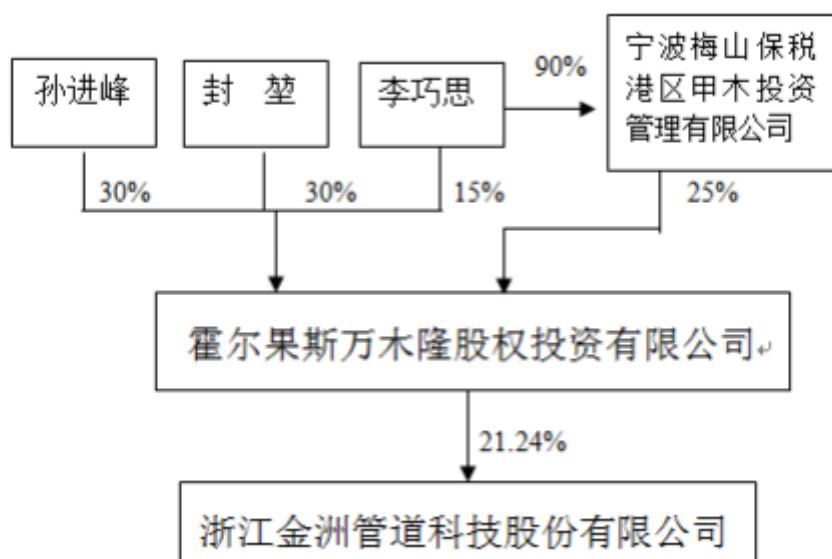 孙进峰
封 堃
李巧思
90%
宁波梅山保税
港区甲木投资
管理有限公司
30%
30%
15%
25%
霍尔果斯万木隆股权投资有限公司
21.24%
浙江金洲管道科技股份有限公司